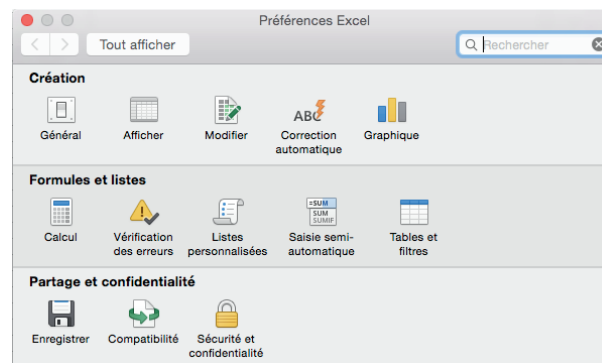 Préférences Excel
Tout afficher
Rechercher
Création
ABC
Général Afficher Modifier Correction automatique Graphique
Formules et listes
=SUM
SUM
SUMIF
Calcul Vérification des erreurs Listes personnalisées Saisie semi-automatique Tables et filtres
Partage et confidentialité
Enregistrer Compatibilité Sécurité et confidentialité